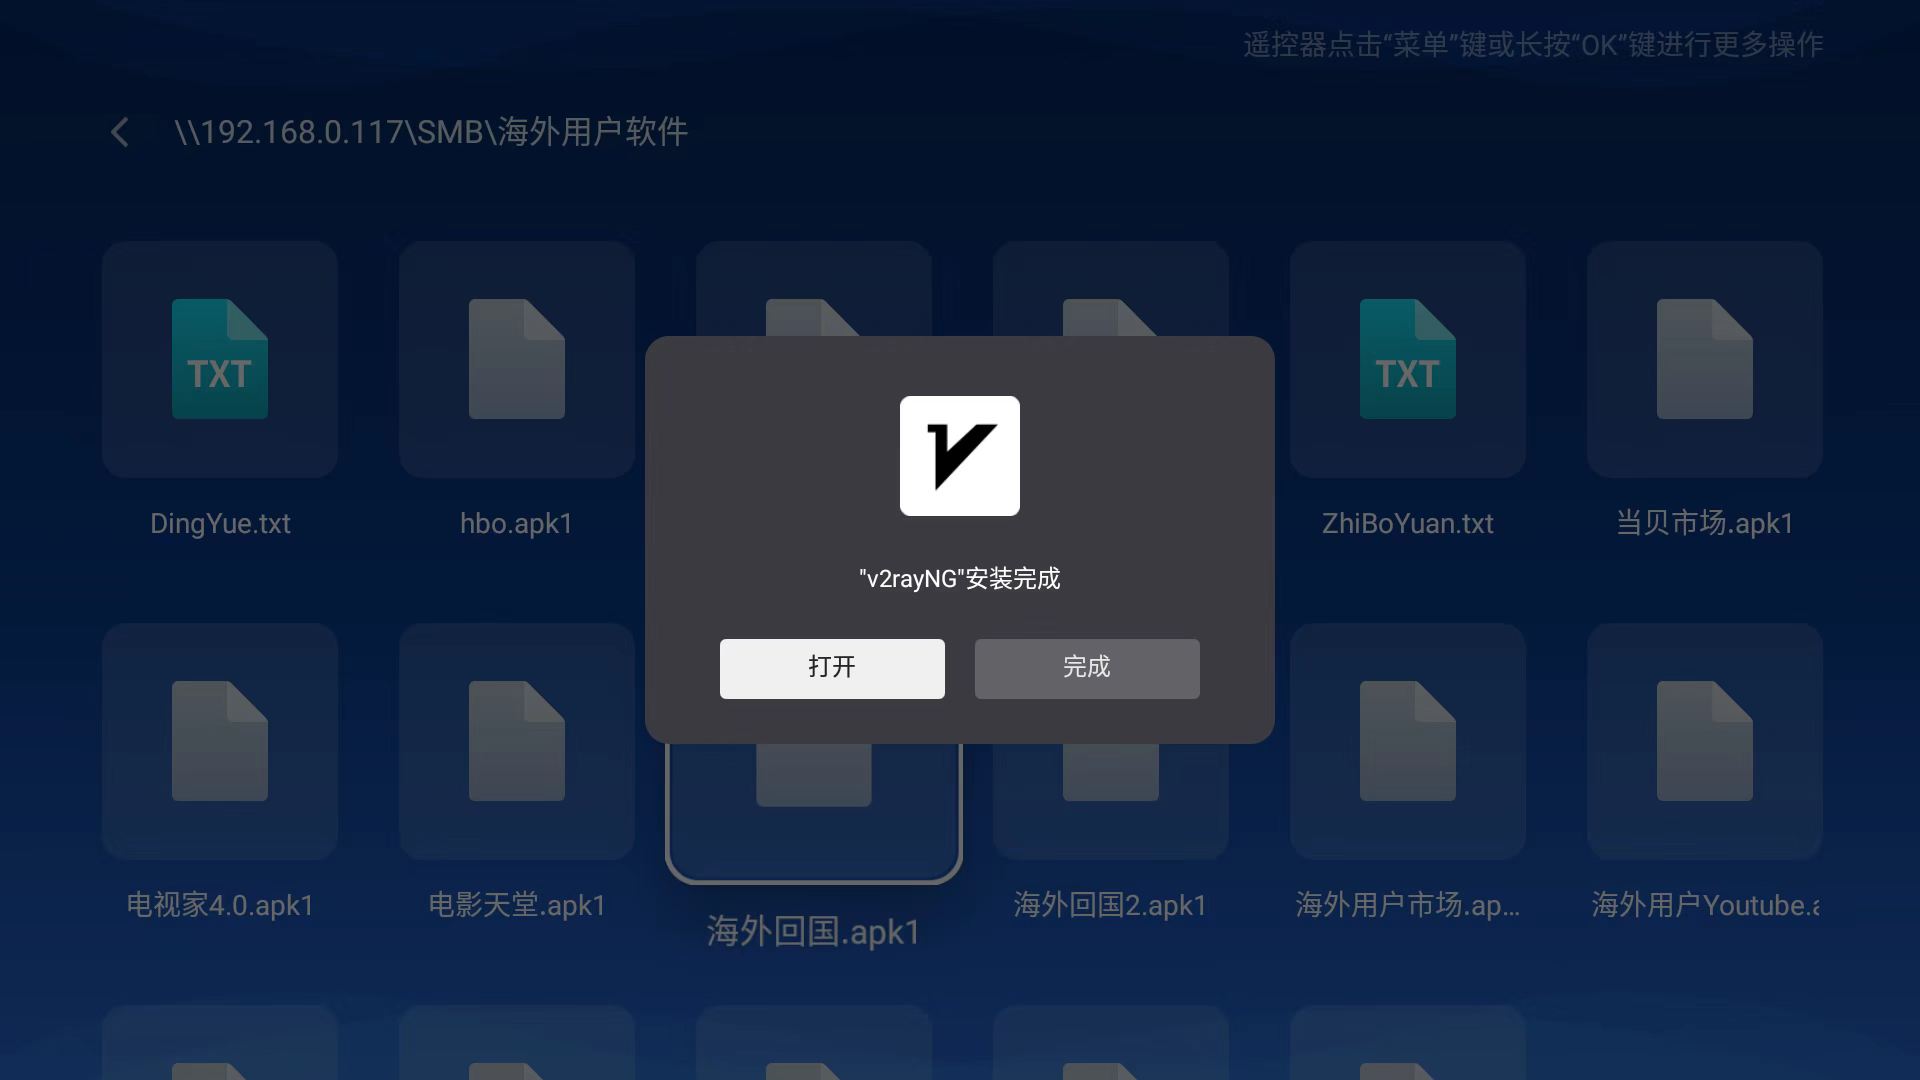 遥控器点击“菜单”键或长按“OK”键进行更多操作
\\192.168.0.117\SMB\海外用户软件
TXT
TXT
DingYue.txt
hbo.apk1
ZhiBoYuan.txt
当贝市场.apk1
"v2rayNG"安装完成
打开
完成
电视家4.0.apk1
电影天堂.apk1
海外回国.apk1
海外回国2.apk1
海外用户市场.ap...
海外用户Youtube.a